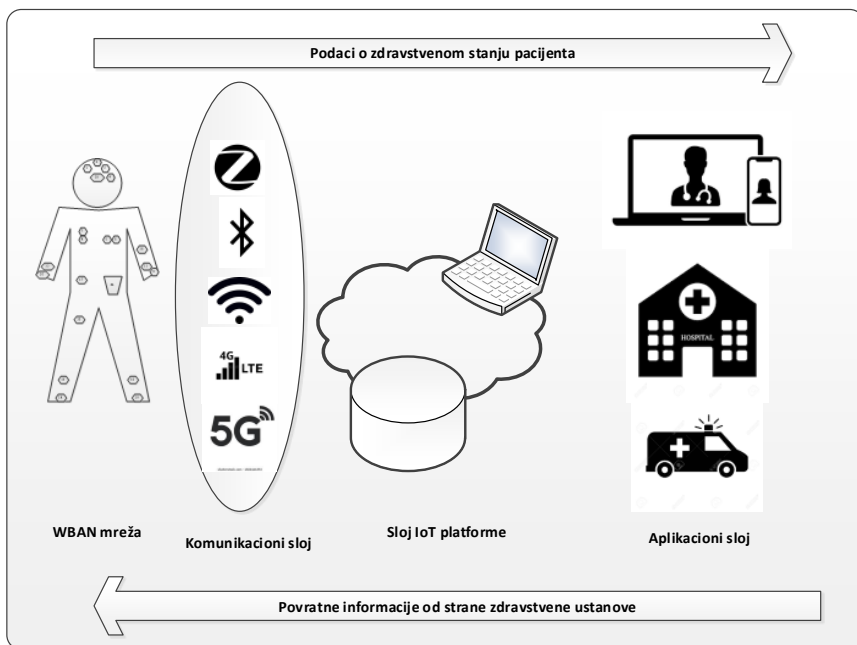 Podaci o zdravstvenom stanju pacijenta
4G
LTE
5G
HOSPITAL
WBAN mreža
Komunikacioni sloj
Sloj IoT platforme
Aplikacioni sloj
Povratne informacije od strane zdravstvene ustanove